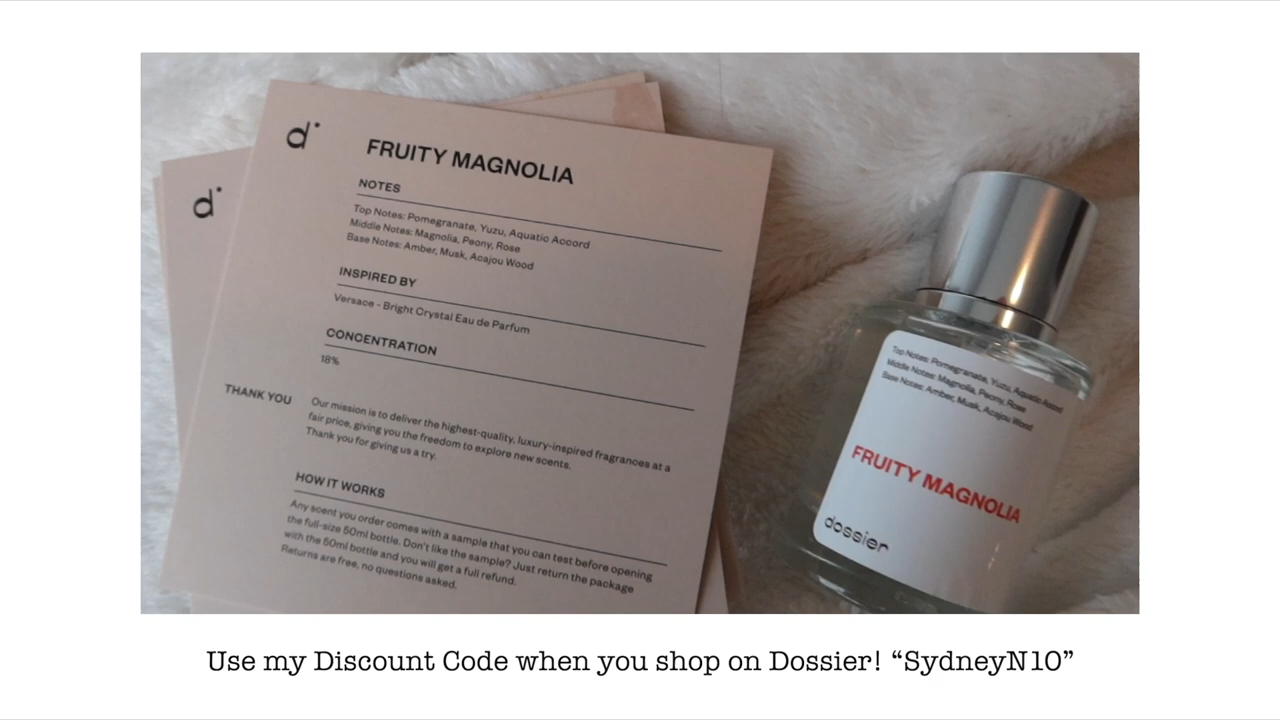 d
d
FRUITY MAGNOLIA
NOTES
Top Notes: Pomegranate, Yuzu, Aquatic Accord
Middle Notes: Magnolia, Peony, Rose
Base Notes: Amber, Musk, Acajou Wood
INSPIRED BY
Versace - Bright Crystal Eau de Parfum
CONCENTRATION
18%
THANK YOU
Our mission is to deliver the highest-quality, luxury-inspired fragrances at a
fair price, giving you the freedom to explore new scents.
Thank you for giving us a try.
HOW IT WORKS
Any scent you order comes with a sample that you can test before opening
the full-size 50ml bottle. Don't like the sample? Just return the package
with the 50ml bottle and you will get a full refund.
Returns are free, no questions asked.
Top Notes: Pomegranate, Yuzu, Aquatic Accord
Middle Notes: Magnolia, Peony, Rose
Base Notes: Amber, Musk, Acajou Wood
FRUITY MAGNOLIA
dossier
Use my Discount Code when you shop on Dossier! “SydneyN10”